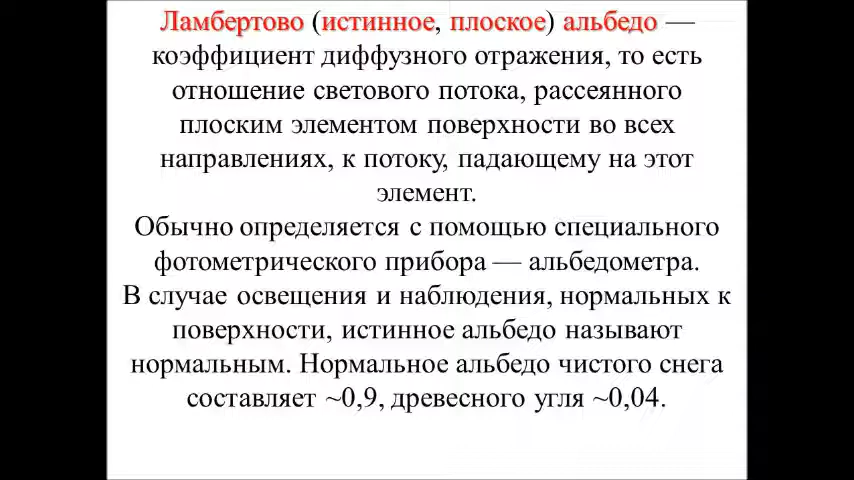 Ламбертово (истинное, плоское) альбедо —
коэффициент диффузного отражения, то есть
отношение светового потока, рассеянного
плоским элементом поверхности во всех
направлениях, к потоку, падающему на этот
элемент.
Обычно определяется с помощью специального
фотометрического прибора — альбедометра.
В случае освещения и наблюдения, нормальных к
поверхности, истинное альбедо называют
нормальным. Нормальное альбедо чистого снега
составляет ~0,9, древесного угля ~0,04.